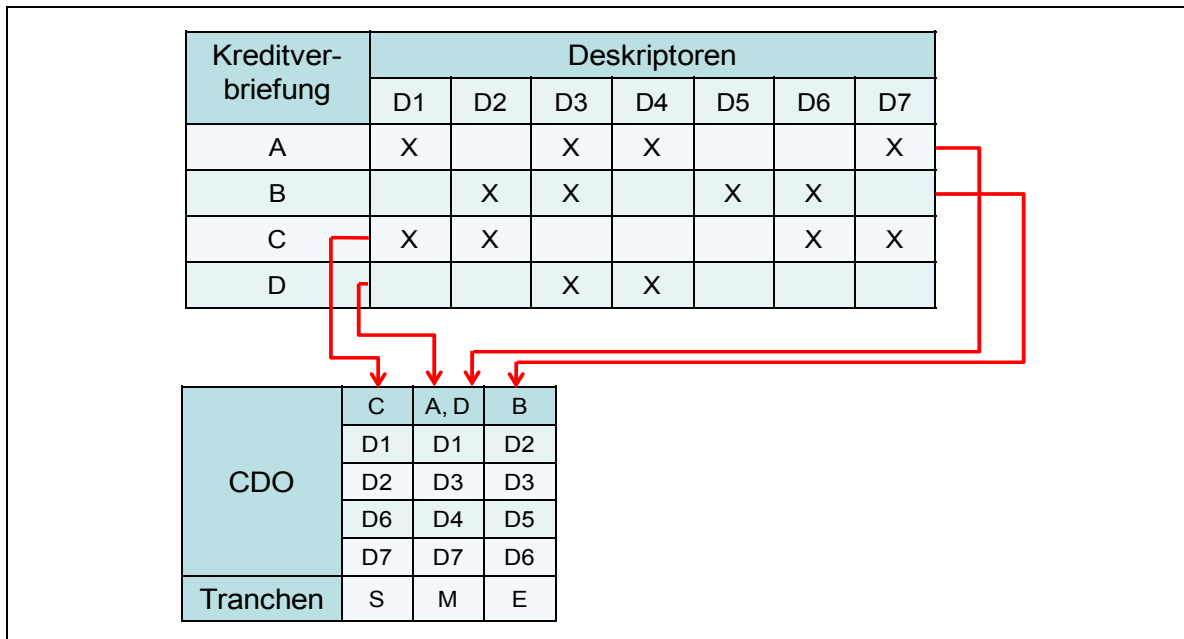 Kreditver-
briefung
Deskriptoren
D1 D2 D3 D4 D5 D6 D7
A X X X X
B X X X X
C X X X X
D X X
CDO
C A, D B
D1 D1 D2
D2 D3 D3
D6 D4 D5
D7 D7 D6
Tranchen S M E